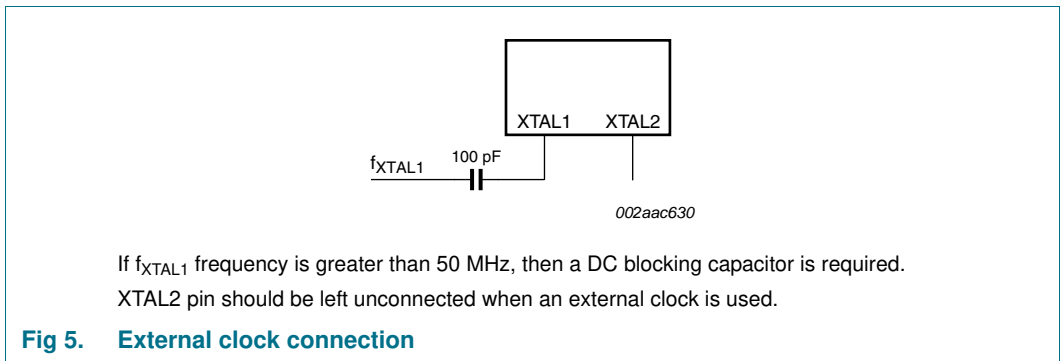 XTAL1 XTAL2
fXTAL1 100 pF
002aac630
If fXTAL1 frequency is greater than 50 MHz, then a DC blocking capacitor is required.
XTAL2 pin should be left unconnected when an external clock is used.
Fig 5. External clock connection